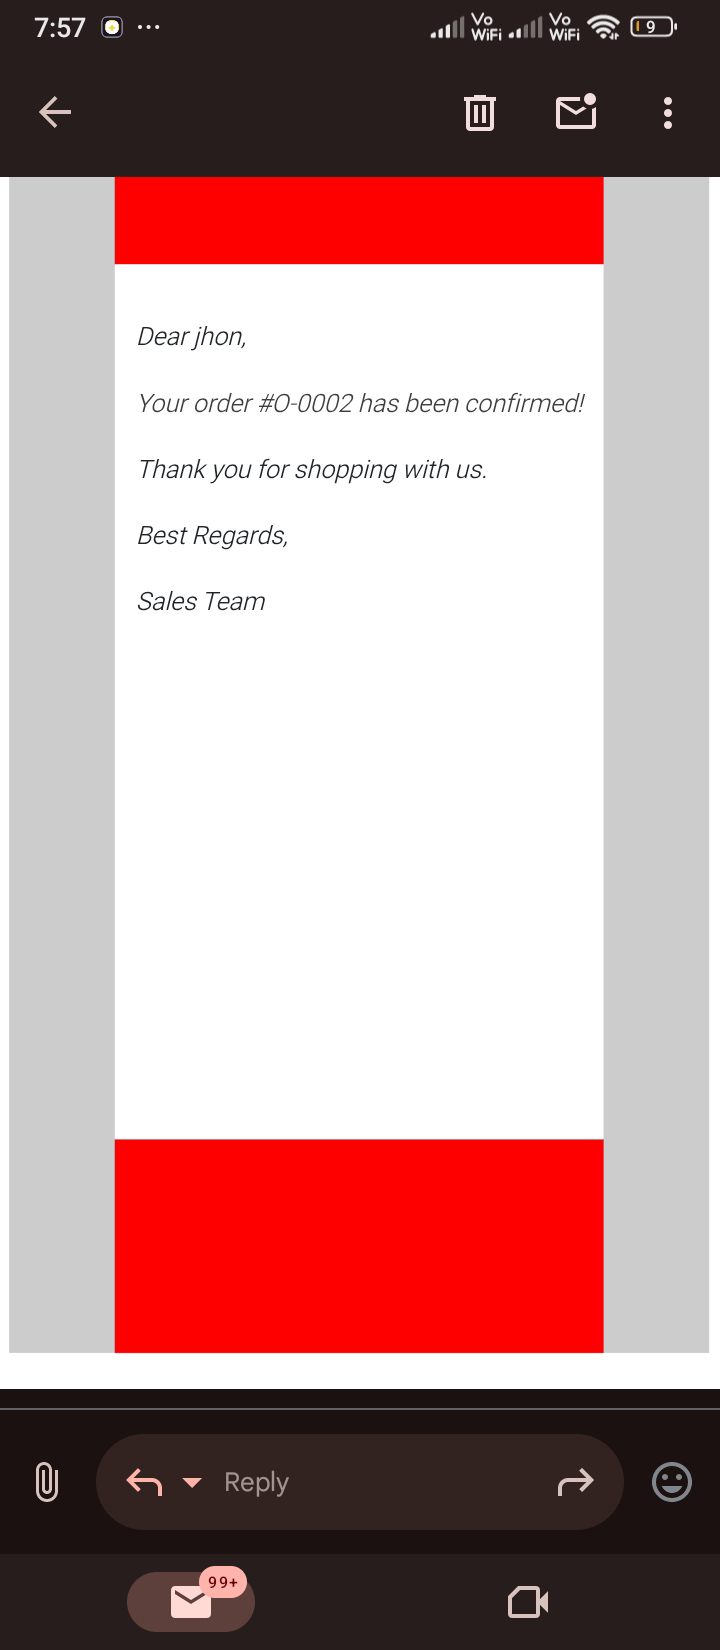 7:57
Vo
WiFi
Vo
WiFi
9
Dear jhon,
Your order #O-0002 has been confirmed!
Thank you for shopping with us.
Best Regards,
Sales Team
Reply
99+